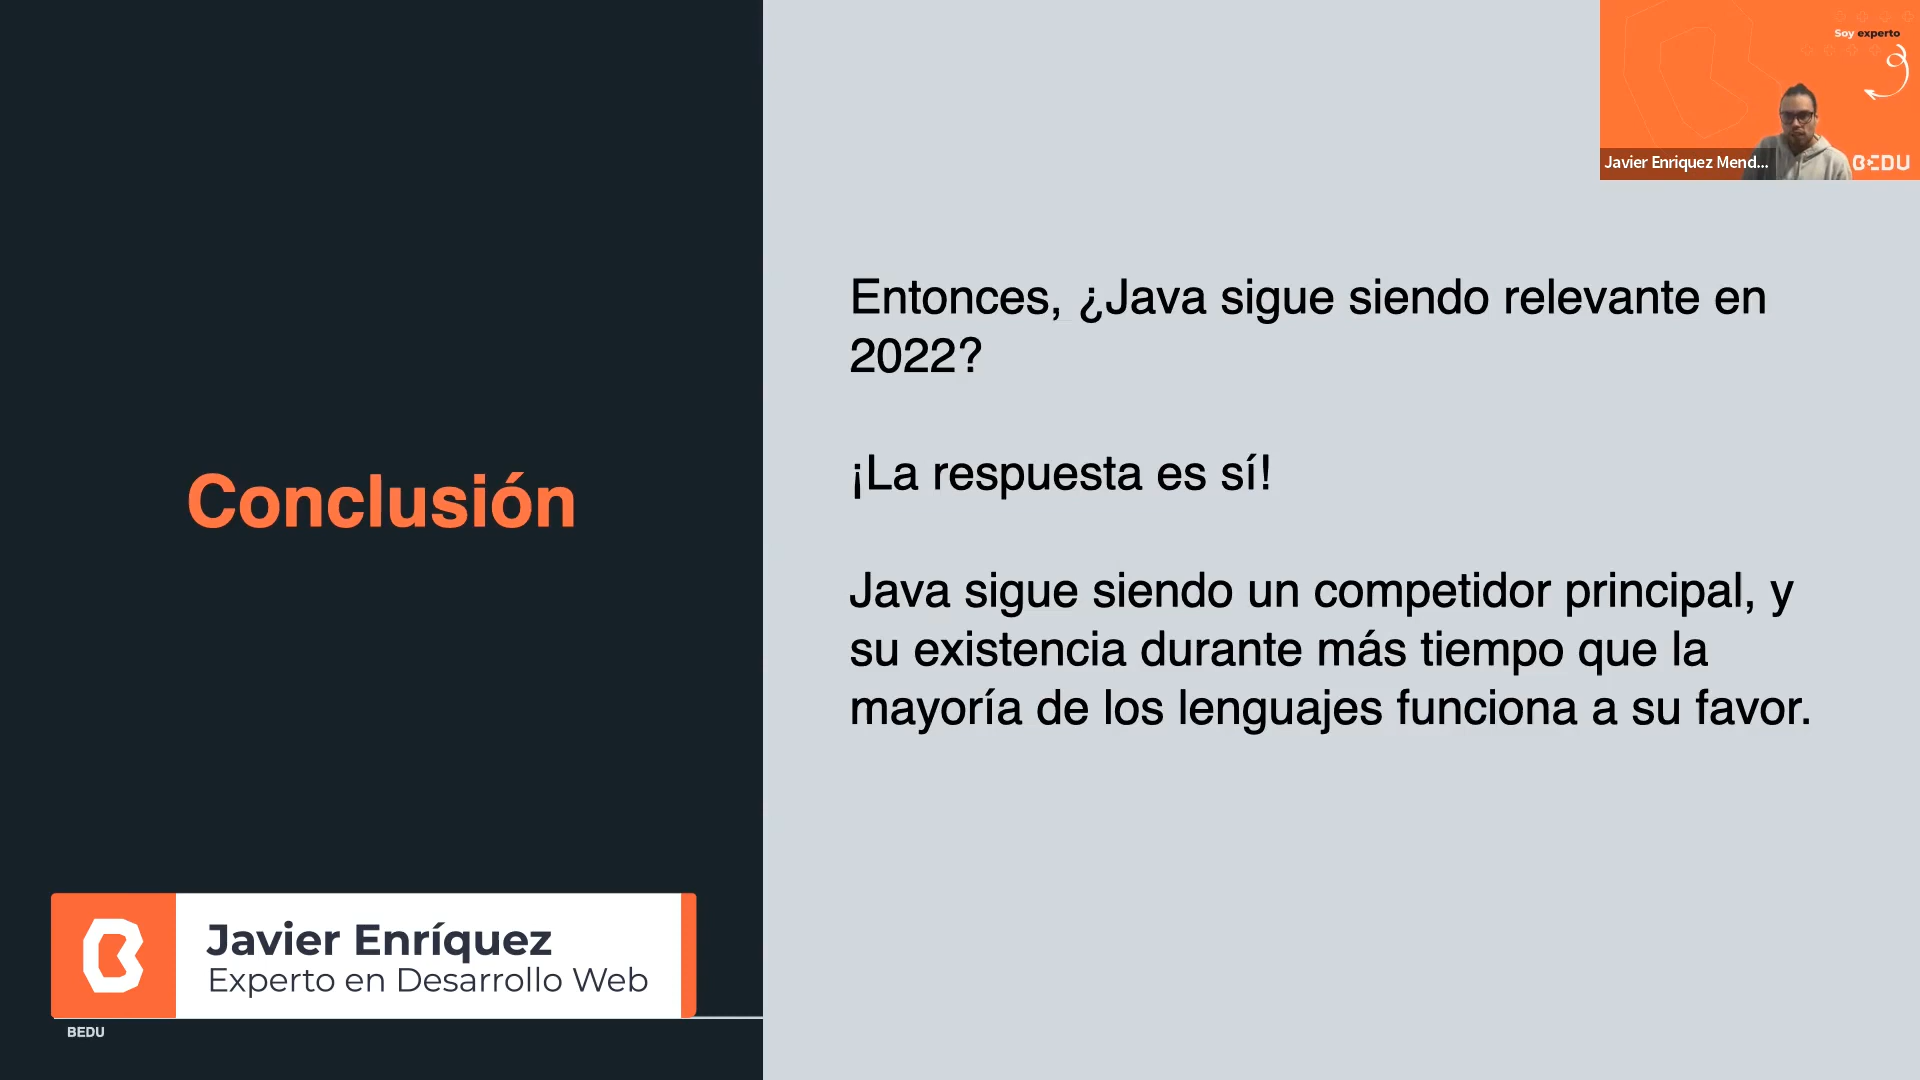 Soy experto
Javier Enriquez Mend...
BEDU
Entonces, ¿Java sigue siendo relevante en
2022?
¡La respuesta es sí!
Java sigue siendo un competidor principal, y
su existencia durante más tiempo que la
mayoría de los lenguajes funciona a su favor.
Conclusión
Javier Enríquez
Experto en Desarrollo Web
BEDU